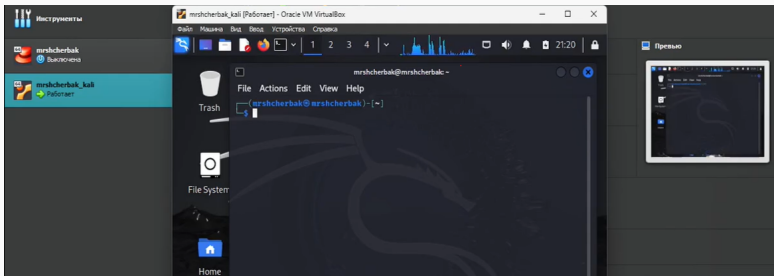 Инструменты
mrshcherbak
Выключена
mrshcherbak_kali
Работает
mrshcherbak_kali [Работает] - Oracle VM VirtualBox
Файл Машина Вид Ввод Устройства Справка
1 2 3 4
21:20
mrshcherbak@mrshcherbak: ~
File Actions Edit View Help
(mrshcherbak㉿mrshcherbak)-[~]
$
Trash
File System
Home
Превью